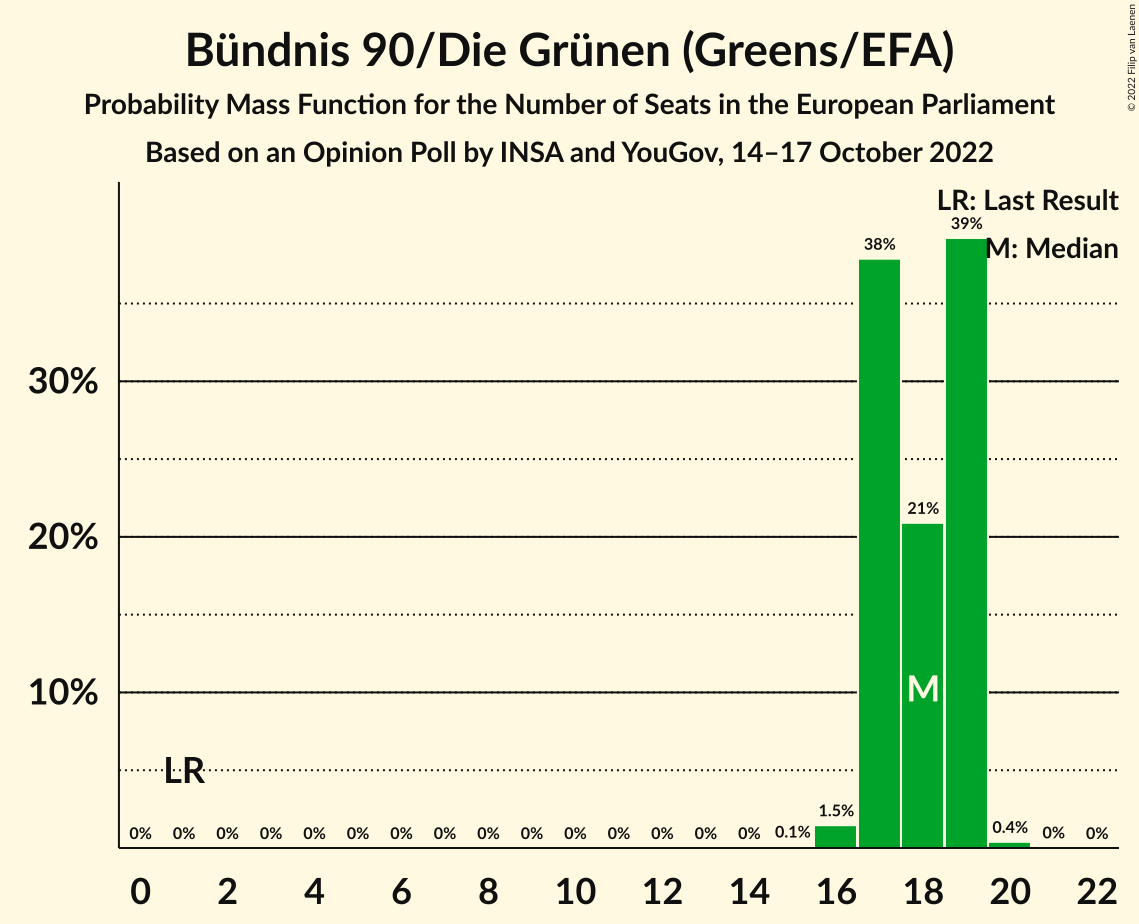 Bündnis 90/Die Grünen (Greens/EFA)
Probability Mass Function for the Number of Seats in the European Parliament
Based on an Opinion Poll by INSA and YouGov, 14–17 October 2022
© 2022 Filip van Laenen
LR: Last Result
M: Median
39%
38%
30%
21%
20%
10%
M
LR
0% 0% 0% 0% 0% 0% 0% 0% 0% 0% 0% 0% 0% 0% 0% 0.1% 1.5% 0.4% 0% 0%
0 2 4 6 8 10 12 14 16 18 20 22